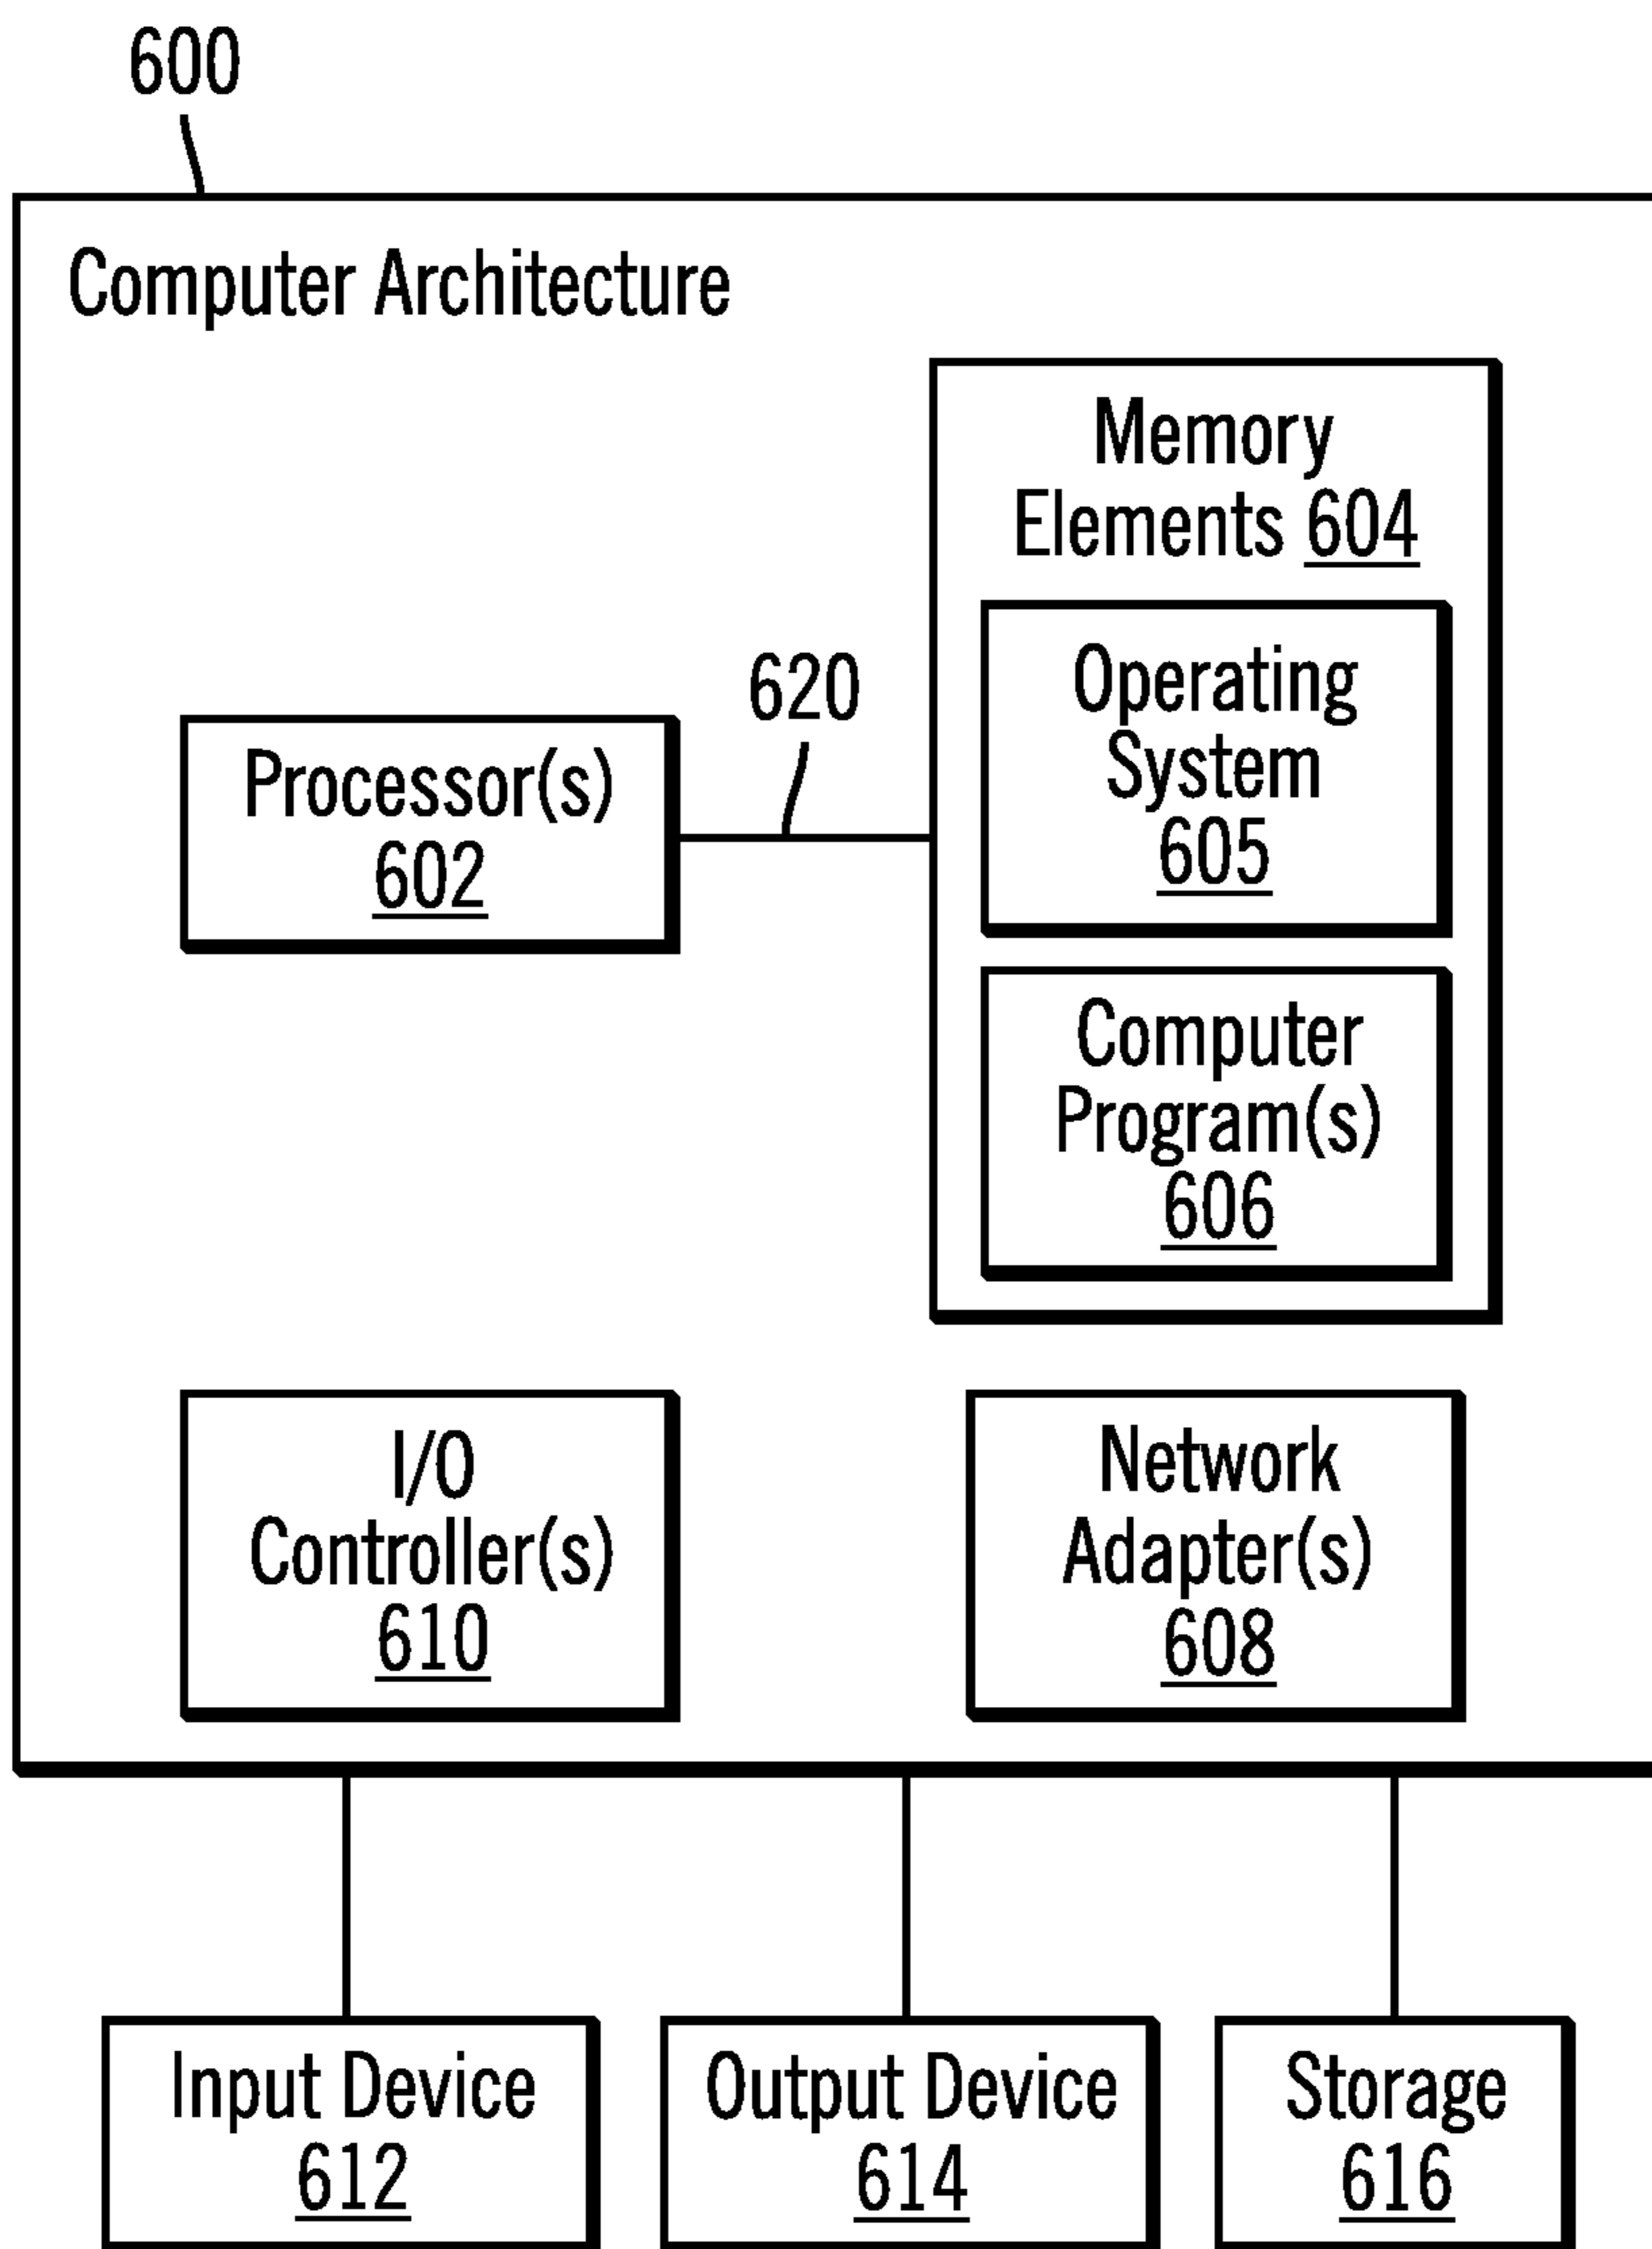 600
Computer Architecture
Memory
Elements 604
Operating
System
605
620
Processor(s)
602
Computer
Program(s)
606
I/O
Controller(s)
610
Network
Adapter(s)
608
Input Device
612
Output Device
614
Storage
616